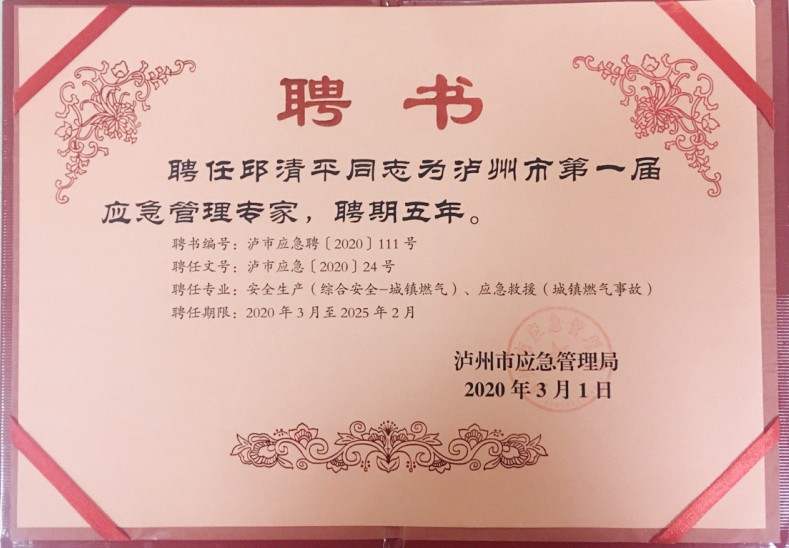 聘书
聘任邱清平同志为泸州市第一届
应急管理专家，聘期五年。
聘书编号：泸市应急聘〔2020〕111号
聘任文号：泸市应急〔2020〕24号
聘任专业：安全生产（综合安全-城镇燃气）、应急救援（城镇燃气事故）
聘任期限：2020年3月至2025年2月
泸州市应急管理局
2020年3月1日